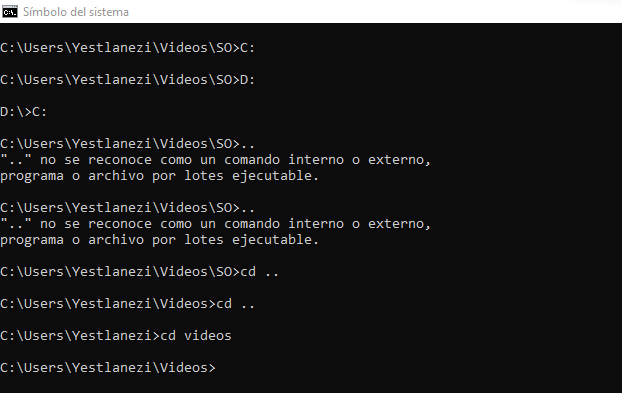 Símbolo del sistema
C:\Users\Yestlanezi\Videos\SO>C:
C:\Users\Yestlanezi\Videos\SO>D:
D:\>C:
C:\Users\Yestlanezi\Videos\SO>..
".." no se reconoce como un comando interno o externo,
programa o archivo por lotes ejecutable.
C:\Users\Yestlanezi\Videos\SO>..
".." no se reconoce como un comando interno o externo,
programa o archivo por lotes ejecutable.
C:\Users\Yestlanezi\Videos\SO>cd ..
C:\Users\Yestlanezi\Videos>cd ..
C:\Users\Yestlanezi>cd videos
C:\Users\Yestlanezi\Videos>